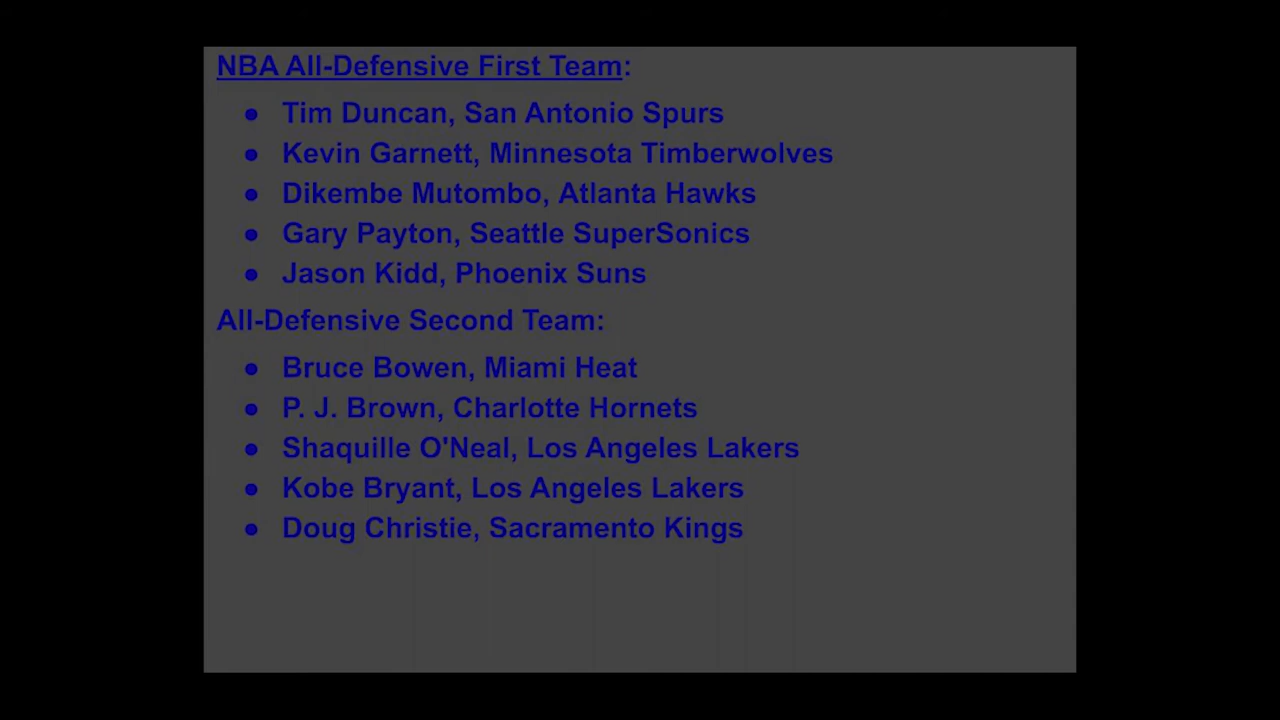 NBA All-Defensive First Team:
● Tim Duncan, San Antonio Spurs
● Kevin Garnett, Minnesota Timberwolves
● Dikembe Mutombo, Atlanta Hawks
● Gary Payton, Seattle SuperSonics
● Jason Kidd, Phoenix Suns
All-Defensive Second Team:
● Bruce Bowen, Miami Heat
● P. J. Brown, Charlotte Hornets
● Shaquille O'Neal, Los Angeles Lakers
● Kobe Bryant, Los Angeles Lakers
● Doug Christie, Sacramento Kings